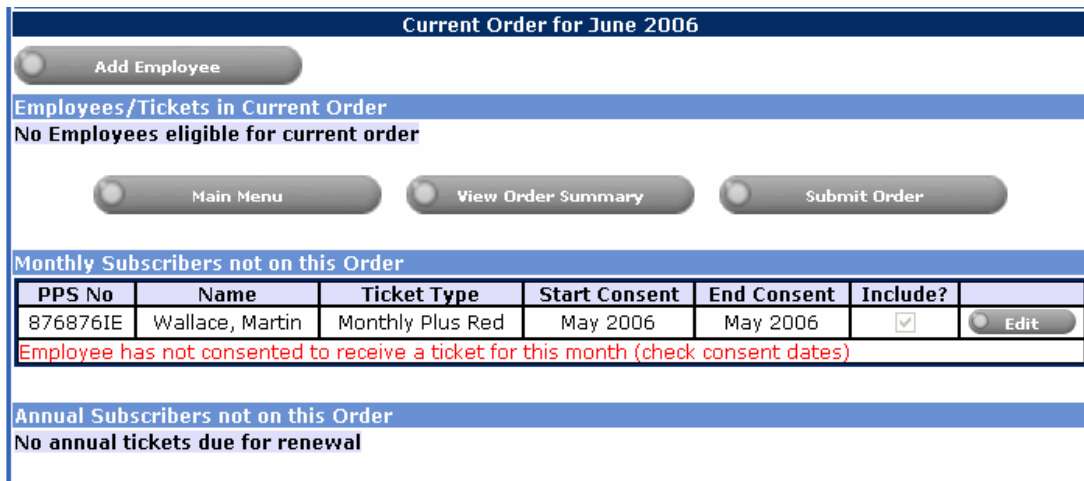 Current Order for June 2006
Add Employee
Employees/Tickets in Current Order
No Employees eligible for current order
Main Menu View Order Summary Submit Order
Monthly Subscribers not on this Order
PPS No Name Ticket Type Start Consent End Consent Include?
876876IE Wallace, Martin Monthly Plus Red May 2006 May 2006 Edit
Employee has not consented to receive a ticket for this month (check consent dates)
Annual Subscribers not on this Order
No annual tickets due for renewal